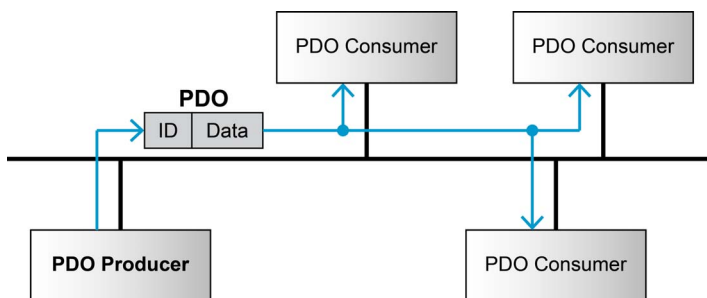 PDO Consumer
PDO Consumer
PDO
ID
Data
PDO Producer
PDO Consumer